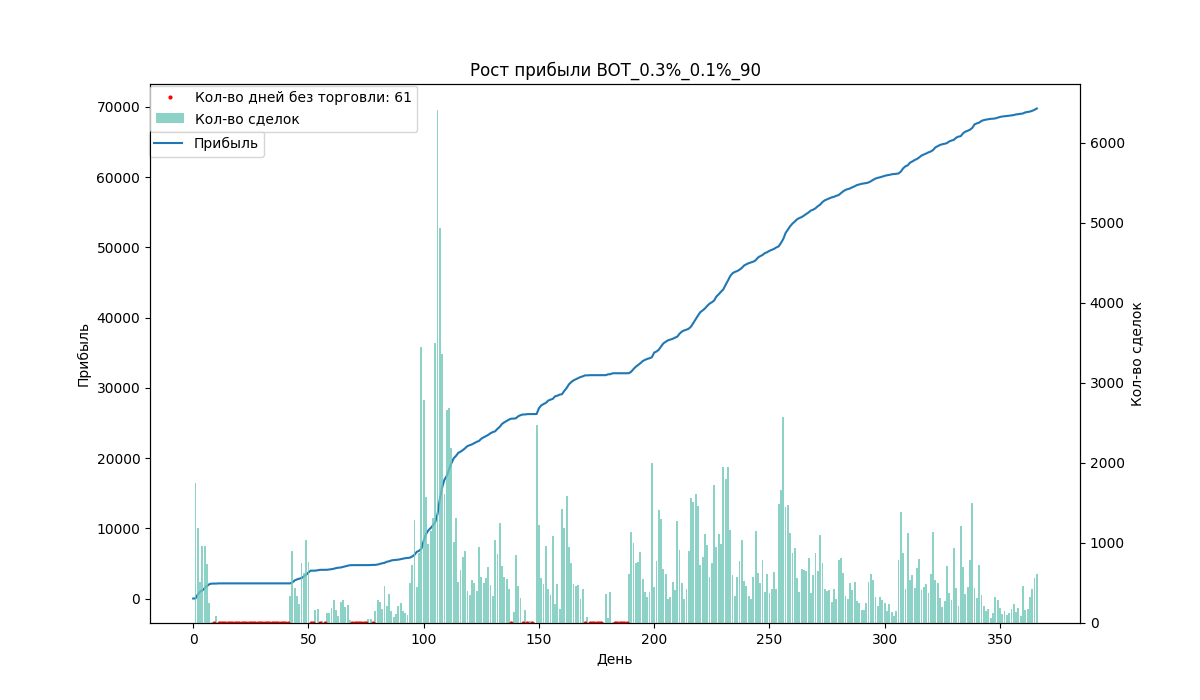 Рост прибыли BOT_0.3%_0.1%_90
Кол-во дней без торговли: 61
Кол-во сделок
Прибыль
70000
60000
50000
40000
30000
20000
10000
0
Прибыль
6000
5000
4000
3000
2000
1000
0
Кол-во сделок
0 50 100 150 200 250 300 350
День